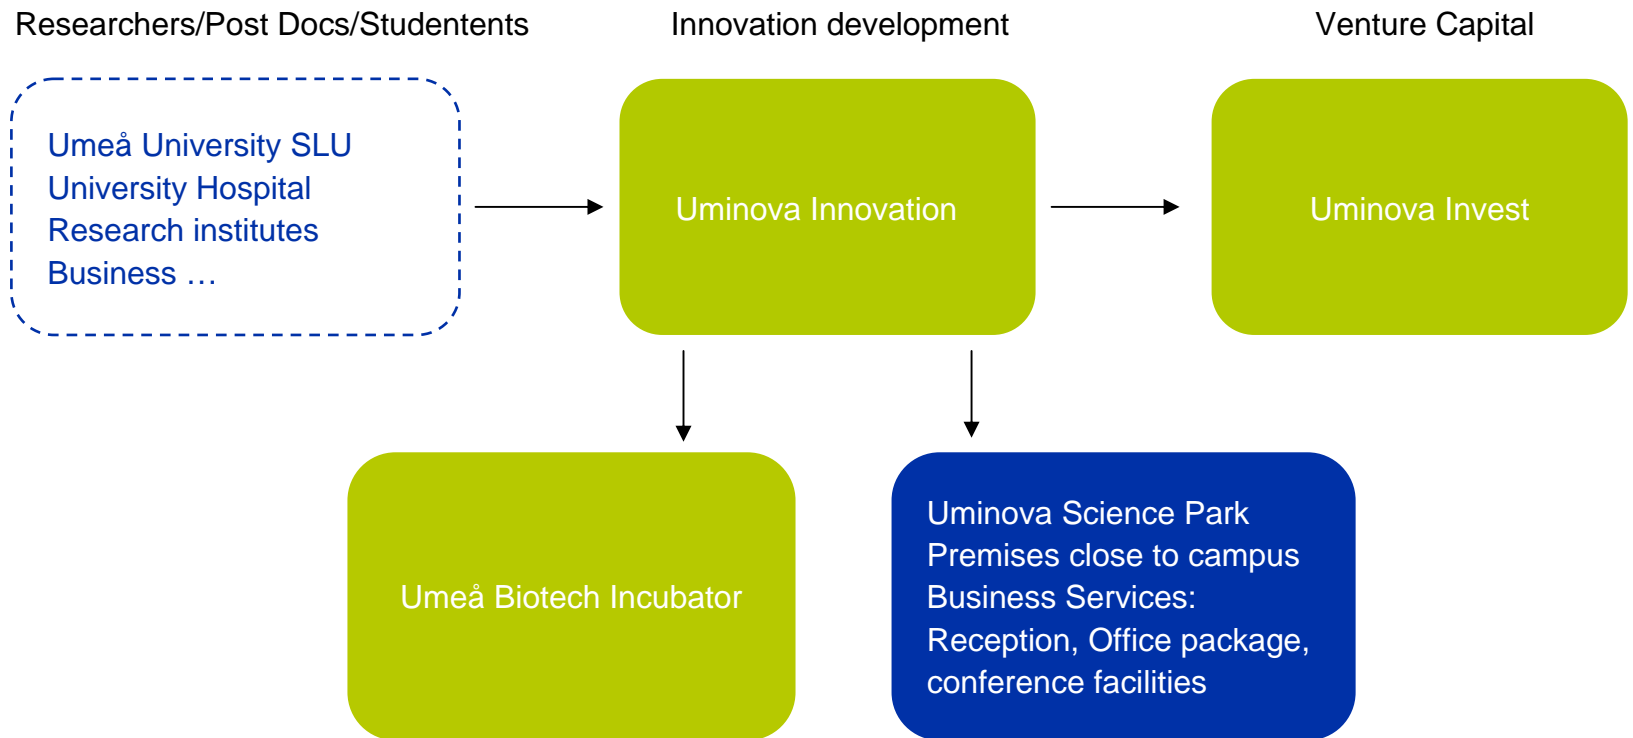 Researchers/Post Docs/Studentents
Innovation development
Venture Capital
Umeå University SLU
University Hospital
Research institutes
Business …
Uminova Innovation
Uminova Invest
Umeå Biotech Incubator
Uminova Science Park
Premises close to campus
Business Services:
Reception, Office package,
conference facilities